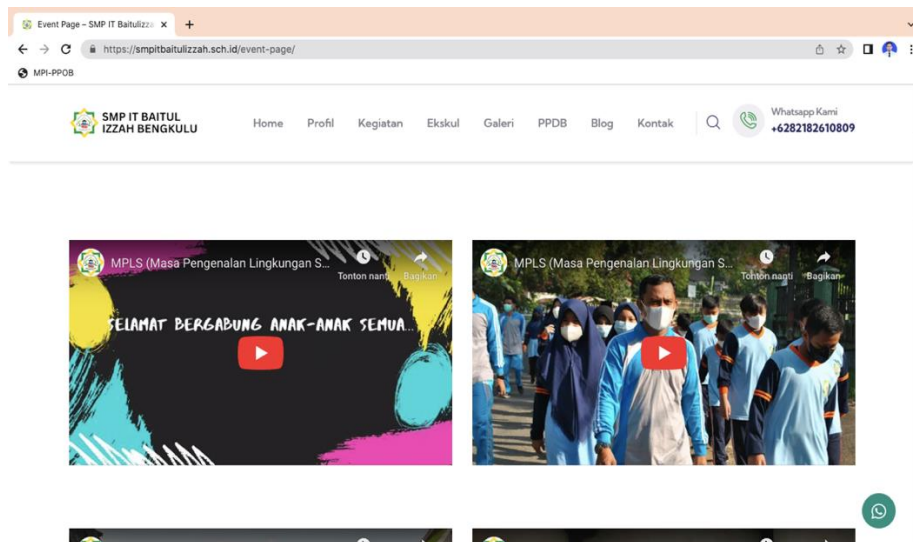 Event Page – SMP IT Baitulizza
https://smpitbaitulizzah.sch.id/event-page/
MPI-PPOB
SMP IT BAITUL
IZZAH BENGKULU
Home Profil Kegiatan Ekskul Galeri PPDB Blog Kontak
Whatsapp Kami
+6282182610809
MPLS (Masa Pengenalan Lingkungan S...
Tonton nanti
Bagikan
SELAMAT BERGABUNG ANAK-ANAK SEMUA...
MPLS (Masa Pengenalan Lingkungan S...
Tonton nanti
Bagikan